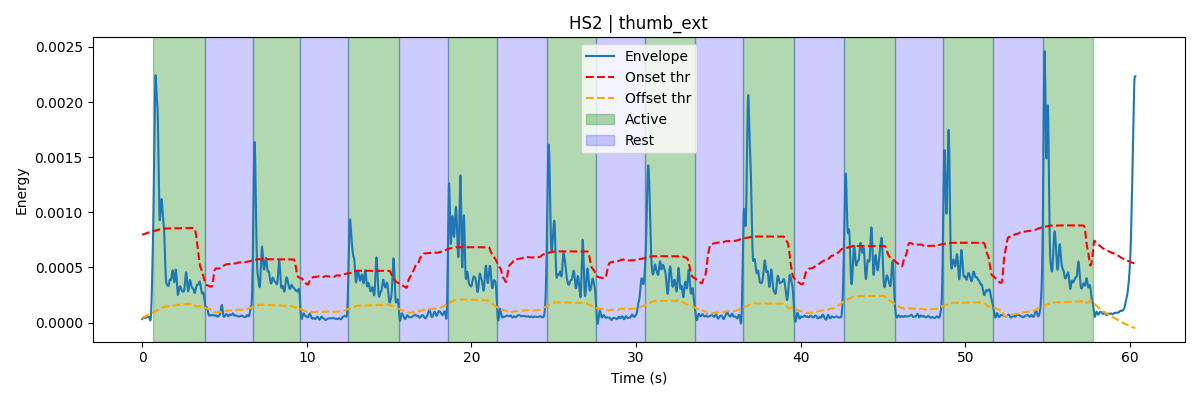 HS2 | thumb_ext
0.0025
0.0020
0.0015
0.0010
0.0005
0.0000
Energy
Envelope
Onset thr
Offset thr
Active
Rest
0 10 20 30 40 50 60
Time (s)